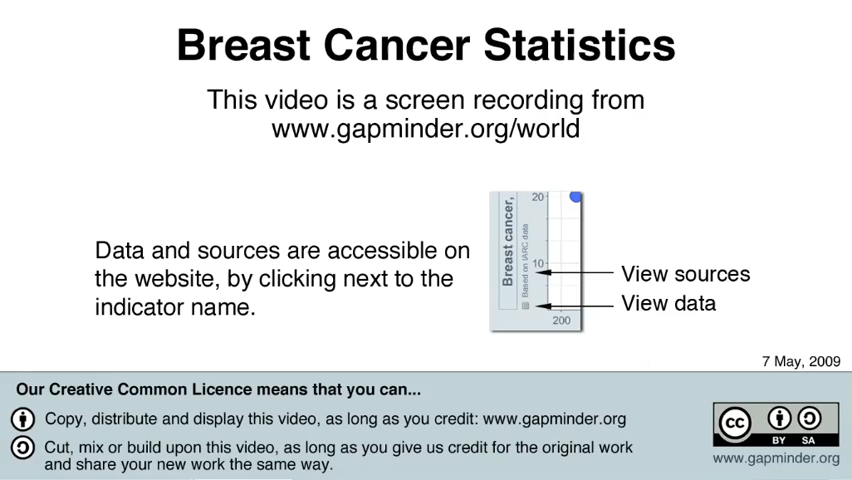 Breast Cancer Statistics
This video is a screen recording from
www.gapminder.org/world
Data and sources are accessible on
the website, by clicking next to the
indicator name.
Breast cancer,
Based on IARC data
20
10
200
View sources
View data
7 May, 2009
Our Creative Common Licence means that you can...
Copy, distribute and display this video, as long as you credit: www.gapminder.org
Cut, mix or build upon this video, as long as you give us credit for the original work
and share your new work the same way.
cc
BY SA
www.gapminder.org